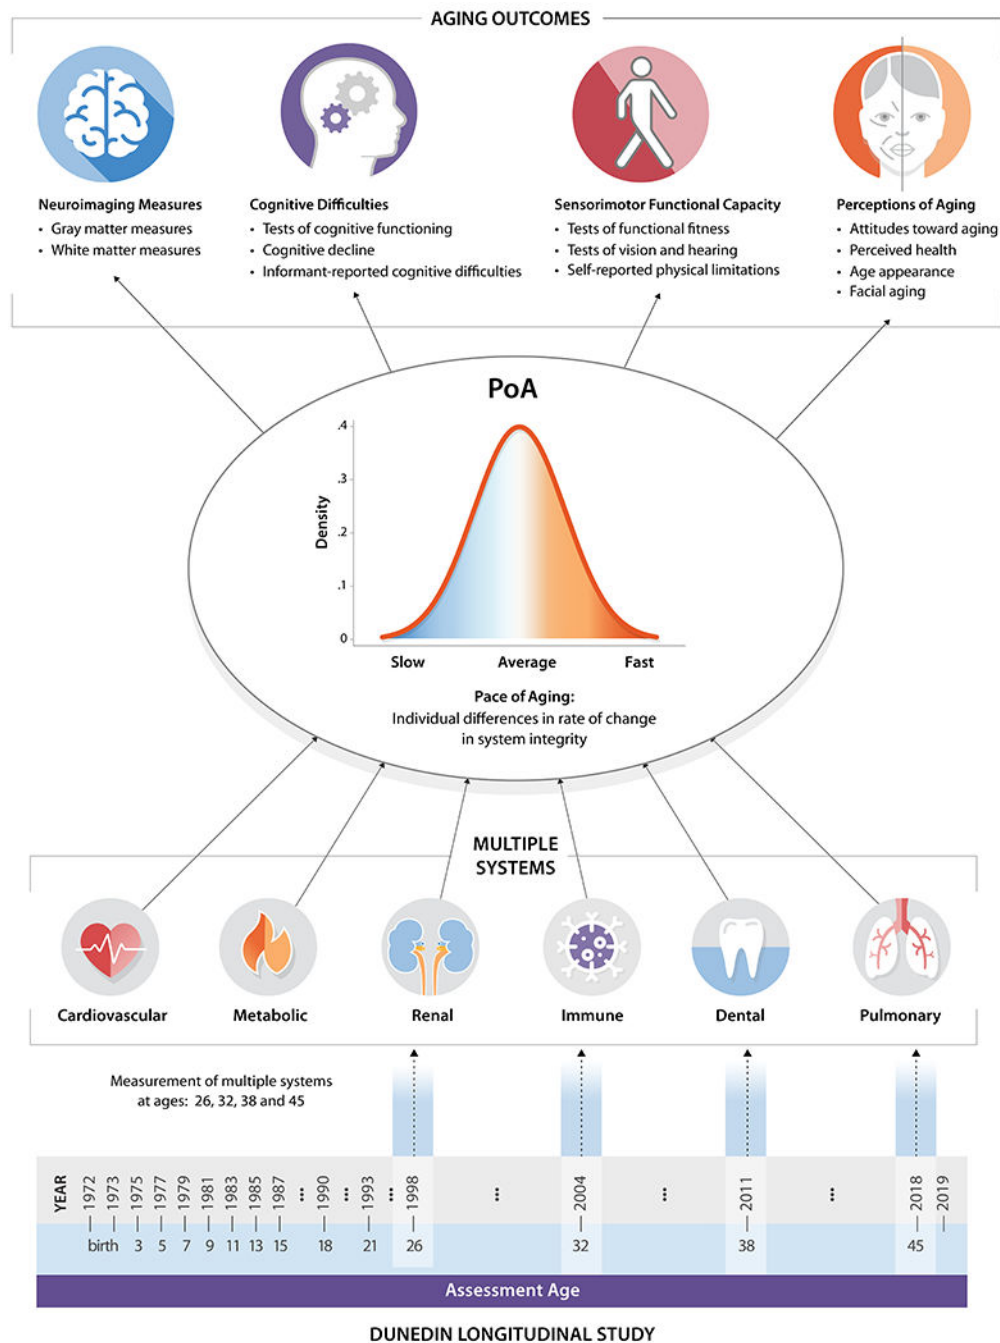 AGING OUTCOMES
Neuroimaging Measures
• Gray matter measures
• White matter measures
Cognitive Difficulties
• Tests of cognitive functioning
• Cognitive decline
• Informant-reported cognitive difficulties
Sensorimotor Functional Capacity
• Tests of functional fitness
• Tests of vision and hearing
• Self-reported physical limitations
Perceptions of Aging
• Attitudes toward aging
• Perceived health
• Age appearance
• Facial aging
PoA
Density
.4
.3
.2
.1
0
Slow Average Fast
Pace of Aging:
Individual differences in rate of change
in system integrity
MULTIPLE
SYSTEMS
Cardiovascular Metabolic Renal Immune Dental Pulmonary
Measurement of multiple systems
at ages: 26, 32, 38 and 45
YEAR 1972 1973 1975 1977 1979 1981 1983 1985 1987 ... 1990 ... 1993 ... 1998 ... 2004 ... 2011 ... 2018 2019
birth 3 5 7 9 11 13 15 18 21 26 32 38 45
Assessment Age
DUNEDIN LONGITUDINAL STUDY